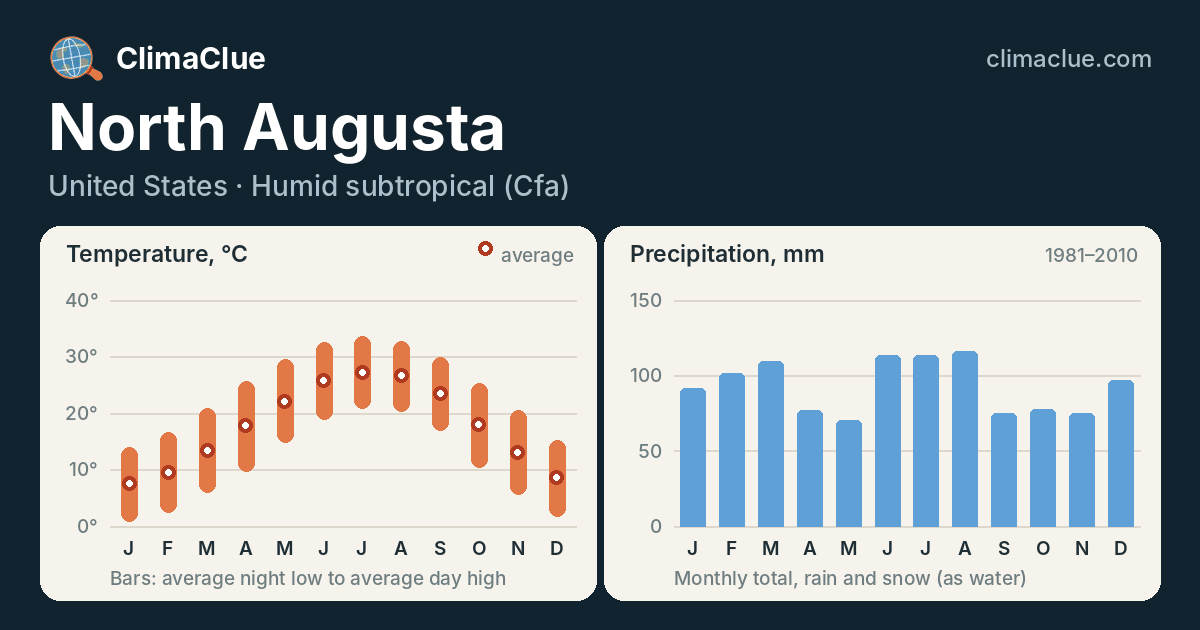 ClimaClue
climaclue.com
North Augusta
United States · Humid subtropical (Cfa)
Temperature, °C
average
40°
30°
20°
10°
0°
J F M A M J J A S O N D
Bars: average night low to average day high
Precipitation, mm
1981–2010
150
100
50
0
J F M A M J J A S O N D
Monthly total, rain and snow (as water)